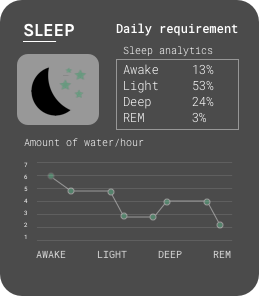 SLEEP
Daily requirement
Sleep analytics
Awake 13%
Light 53%
Deep 24%
REM 3%
Amount of water/hour
7
6
5
4
3
2
1
AWAKE LIGHT DEEP REM